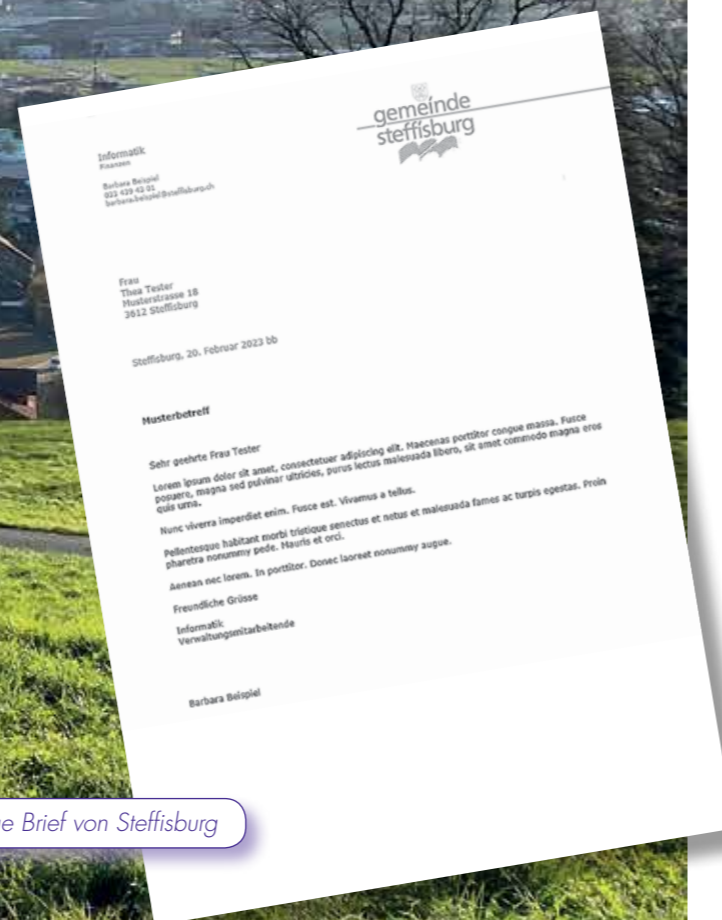 gemeinde
steffisburg
Informatik
Finanzen
Barbara Beispiel
033 439 43 01
barbara.beispiel@steffisburg.ch
Frau
Thea Tester
Musterstrasse 18
3612 Steffisburg
Steffisburg, 20. Februar 2023 bb
Musterbetreff
Sehr geehrte Frau Tester
Lorem ipsum dolor sit amet, consectetuer adipiscing elit. Maecenas porttitor congue massa. Fusce
posuere, magna sed pulvinar ultricies, purus lectus malesuada libero, sit amet commodo magna eros
quis urna.
Nunc viverra imperdiet enim. Fusce est. Vivamus a tellus.
Pellentesque habitant morbi tristique senectus et netus et malesuada fames ac turpis egestas. Proin
pharetra nonummy pede. Mauris et orci.
Aenean nec lorem. In porttitor. Donec laoreet nonummy augue.
Freundliche Grüsse
Informatik
Verwaltungsmitarbeitende
Barbara Beispiel
Brief von Steffisburg